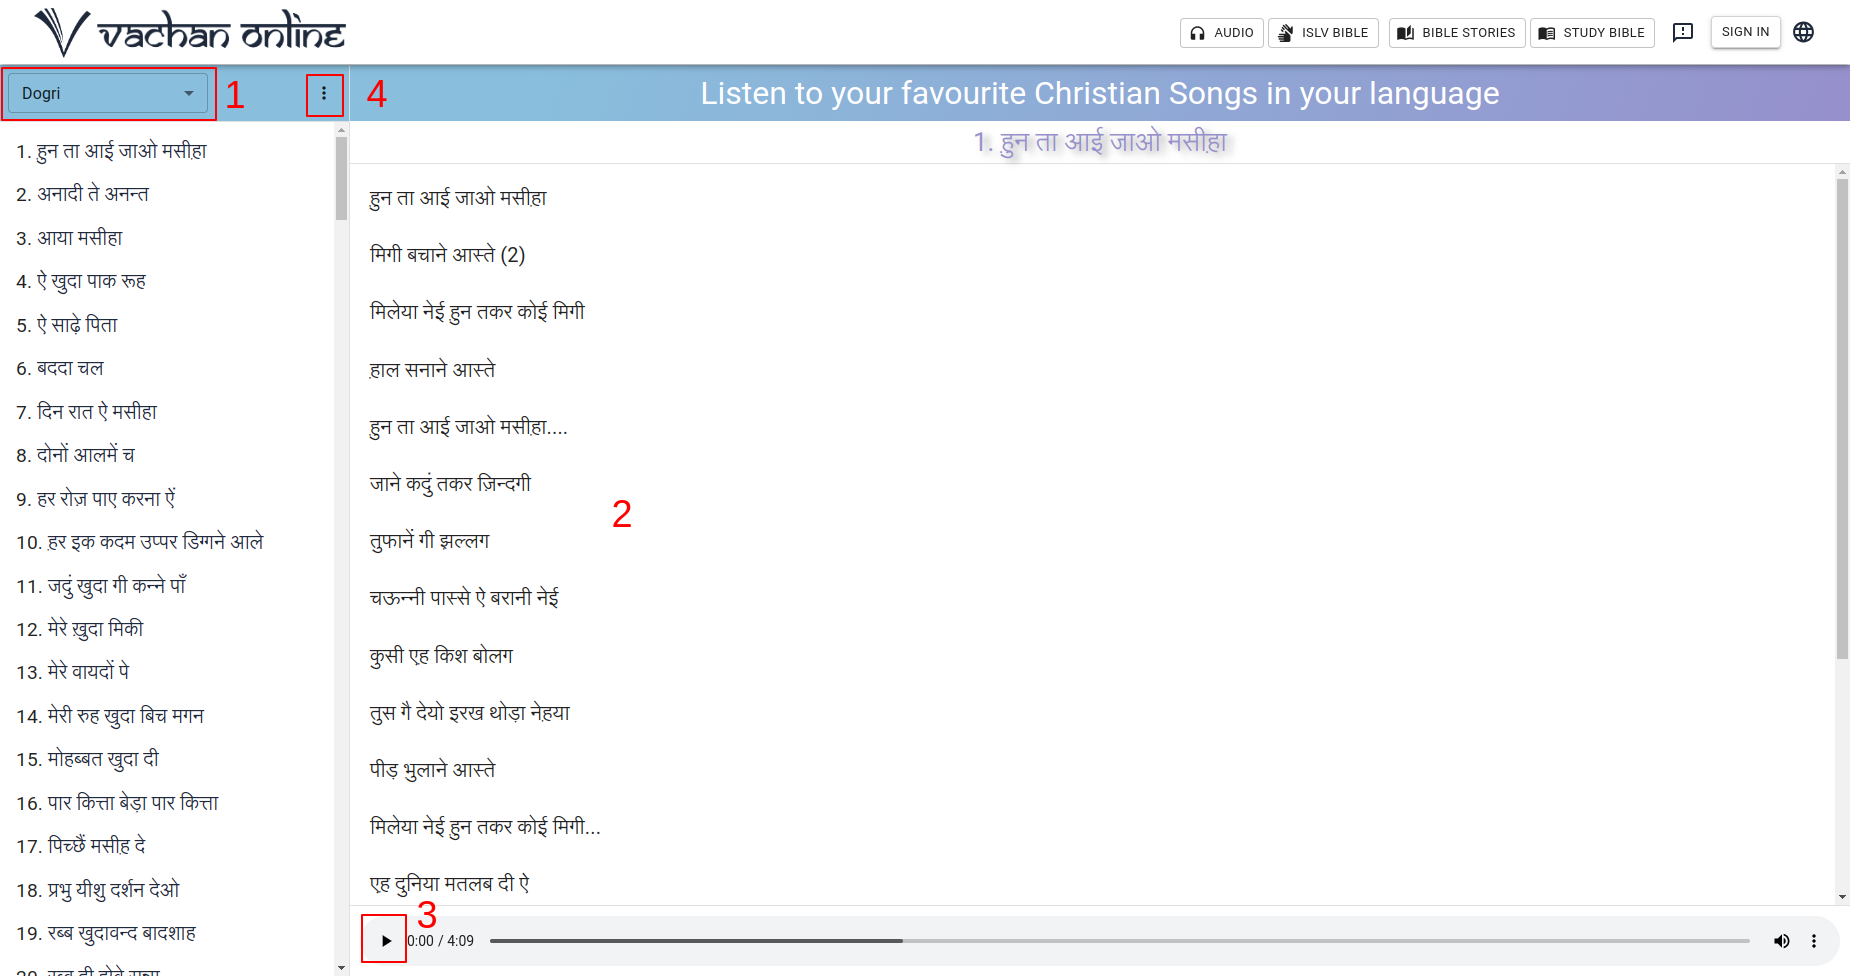 vachan online
AUDIO
ISLV BIBLE
BIBLE STORIES
STUDY BIBLE
SIGN IN
Dogri
1
4
Listen to your favourite Christian Songs in your language
1. हुन ता आई जाओ मसीह़ा
1. हुन ता आई जाओ मसीह़ा
2. अनादी ते अनन्त
3. आया मसीहा
4. ऐ खुदा पाक रूह
5. ऐ साढ़े पिता
6. बददा चल
7. दिन रात ऐ मसीहा
8. दोनों आलमें च
9. हर रोज़ पाए करना ऐं
10. ह़र इक कदम उप्पर डिग्गने आले
11. जदुं खुदा गी कन्ने पाँ
12. मेरे ख़ुदा मिकी
13. मेरे वायदों पे
14. मेरी रुह खुदा बिच मगन
15. मोहब्बत खुदा दी
16. पार कित्ता बेड़ा पार कित्ता
17. पिच्छैं मसीह़ दे
18. प्रभु यीशु दर्शन देओ
19. रब्ब खुदावन्द बादशाह
हुन ता आई जाओ मसीह़ा
मिगी बचाने आस्ते (2)
मिलेया नेई हुन तकर कोई मिगी
ह़ाल सनाने आस्ते
हुन ता आई जाओ मसीह़ा....
जाने कदुं तकर ज़िन्दगी
तुफानें गी झ़ल्लग
चऊन्नी पास्से ऐ बरानी नेई
कुसी एह़ किश बोलग
तुस गै देयो इरख थोड़ा नेह़या
पीड़ भुलाने आस्ते
मिलेया नेई हुन तकर कोई मिगी...
एह़ दुनिया मतलब दी ऐ
2
3
0:00 / 4:09